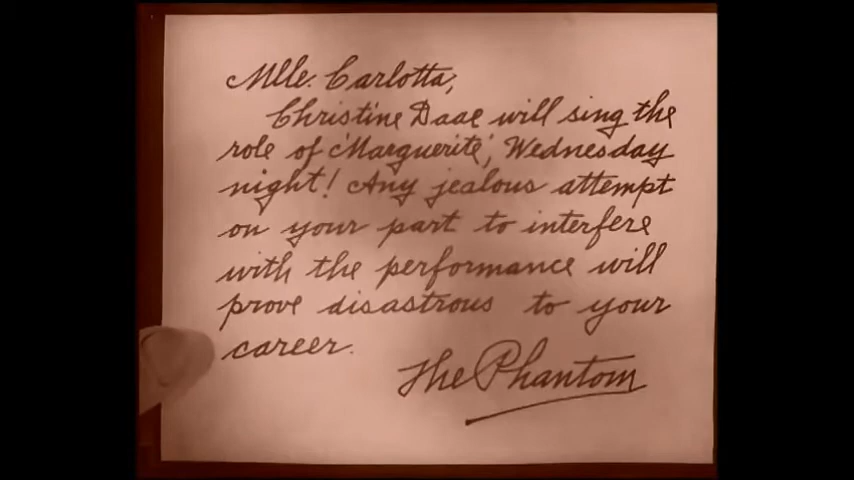 Mlle. Carlotta,
Christine Daae will sing the
role of 'Marguerite', Wednesday
night! Any jealous attempt
on your part to interfere
with the performance will
prove disastrous to your
career.
The Phantom